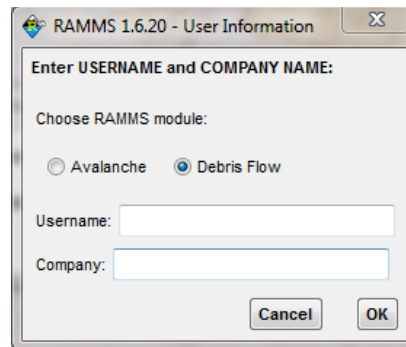 RAMMS 1.6.20 - User Information
Enter USERNAME and COMPANY NAME:
Choose RAMMS module:
Avalanche Debris Flow
Username:
Company:
Cancel OK